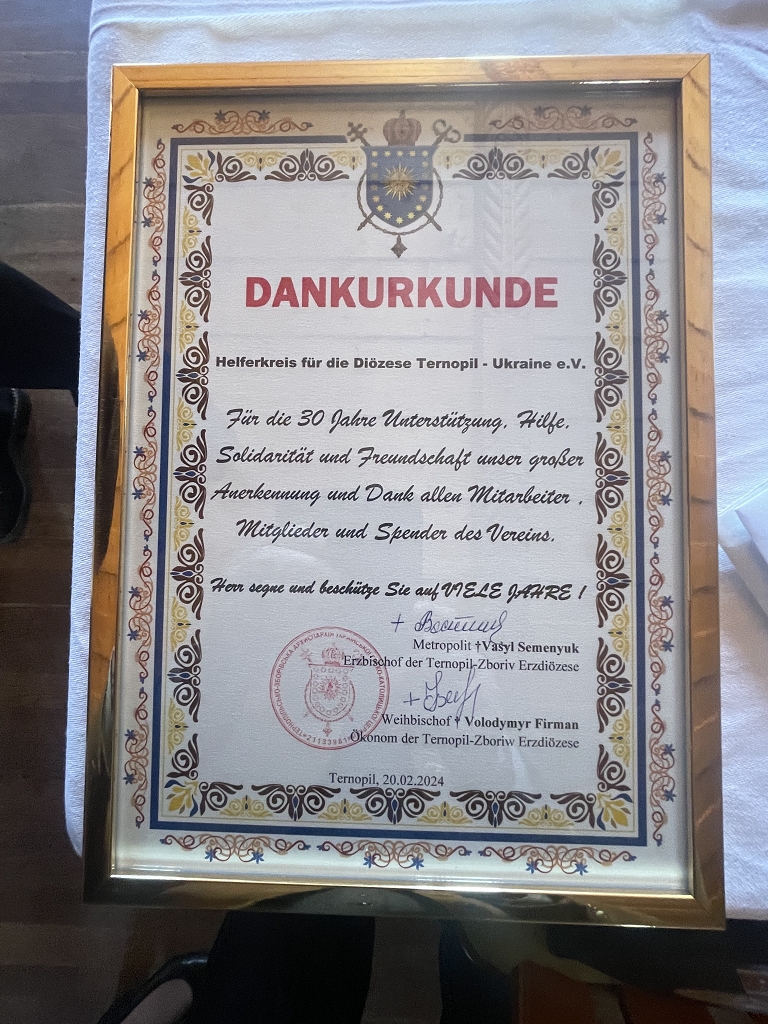 DANKURKUNDE
Helferkreis für die Diözese Ternopil - Ukraine e.V.
Für die 30 Jahre Unterstützung, Hilfe,
Solidarität und Freundschaft unser großer
Anerkennung und Dank allen Mitarbeiter ,
Mitglieder und Spender des Vereins.
Herr segne und beschütze Sie auf VIELE JAHRE !
Metropolit †Vasyl Semenyuk
Erzbischof der Ternopil-Zboriv Erzdiözese
Weihbischof † Volodymyr Firman
Ökonom der Ternopil-Zboriw Erzdiözese
Ternopil, 20.02.2024